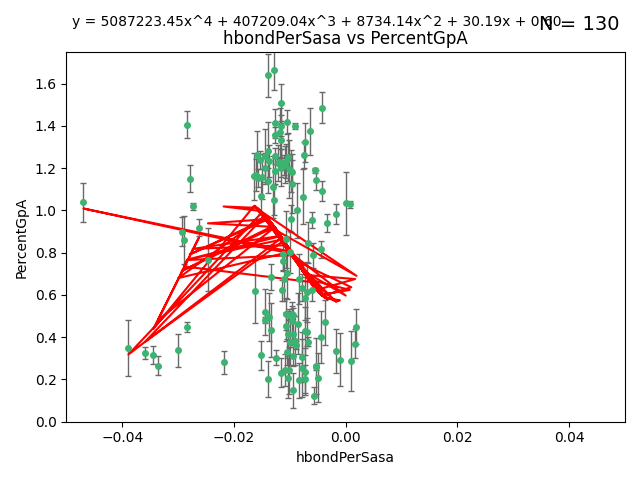 y = 5087223.45x^4 + 407209.04x^3 + 8734.14x^2 + 30.19x + 0.60
N = 130
hbondPerSasa vs PercentGpA
1.6
1.4
1.2
1.0
0.8
0.6
0.4
0.2
0.0
PercentGpA
−0.04 −0.02 0.00 0.02 0.04
hbondPerSasa